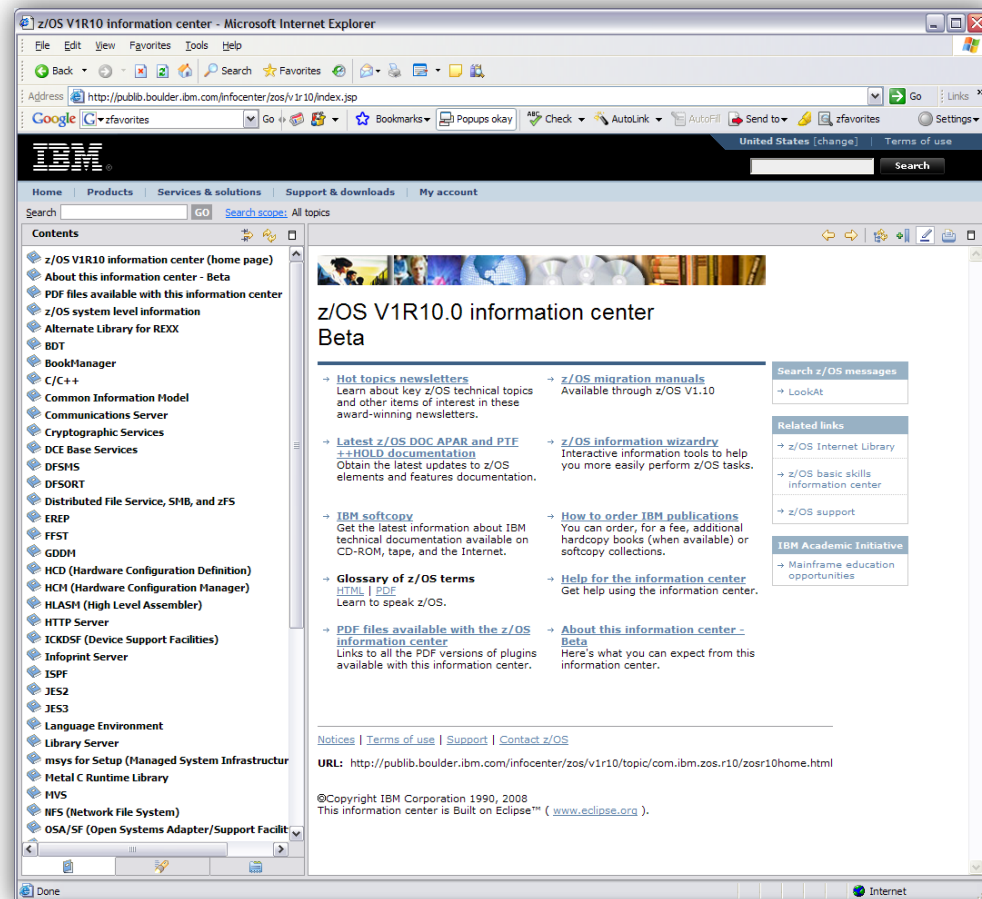 z/OS V1R10 information center - Microsoft Internet Explorer
File Edit View Favorites Tools Help
Back Search Favorites
Address http://publib.boulder.ibm.com/infocenter/zos/v1r10/index.jsp Go Links
Google zfavorites Go Bookmarks Popups okay Check AutoLink AutoFill Send to zfavorites Settings
United States [change] Terms of use
IBM
Search
Home | Products | Services & solutions | Support & downloads | My account
Search GO Search scope: All topics
Contents
z/OS V1R10 information center (home page)
About this information center - Beta
PDF files available with this information center
z/OS system level information
Alternate Library for REXX
BDT
BookManager
C/C++
Common Information Model
Communications Server
Cryptographic Services
DCE Base Services
DFSMS
DFSORT
Distributed File Service, SMB, and zFS
EREP
FFST
GDDM
HCD (Hardware Configuration Definition)
HCM (Hardware Configuration Manager)
HLASM (High Level Assembler)
HTTP Server
ICKDSF (Device Support Facilities)
Infoprint Server
ISPF
JES2
JES3
Language Environment
Library Server
msys for Setup (Managed System Infrastructur
Metal C Runtime Library
MVS
NFS (Network File System)
OSA/SF (Open Systems Adapter/Support Facilit
z/OS V1R10.0 information center
Beta
Hot topics newsletters
Learn about key z/OS technical topics
and other items of interest in these
award-winning newsletters.
z/OS migration manuals
Available through z/OS V1.10
Latest z/OS DOC APAR and PTF
++HOLD documentation
Obtain the latest updates to z/OS
elements and features documentation.
z/OS information wizardry
Interactive information tools to help
you more easily perform z/OS tasks.
IBM softcopy
Get the latest information about IBM
technical documentation available on
CD-ROM, tape, and the Internet.
How to order IBM publications
You can order, for a fee, additional
hardcopy books (when available) or
softcopy collections.
Glossary of z/OS terms
HTML | PDF
Learn to speak z/OS.
Help for the information center
Get help using the information center.
PDF files available with the z/OS
information center
Links to all the PDF versions of plugins
available with this information center.
About this information center -
Beta
Here's what you can expect from this
information center.
Search z/OS messages
LookAt
Related links
z/OS Internet Library
z/OS basic skills
information center
z/OS support
IBM Academic Initiative
Mainframe education
opportunities
Notices | Terms of use | Support | Contact z/OS
URL: http://publib.boulder.ibm.com/infocenter/zos/v1r10/topic/com.ibm.zos.r10/zosr10home.html
©Copyright IBM Corporation 1990, 2008
This information center is Built on Eclipse™ ( www.eclipse.org ).
Done Internet